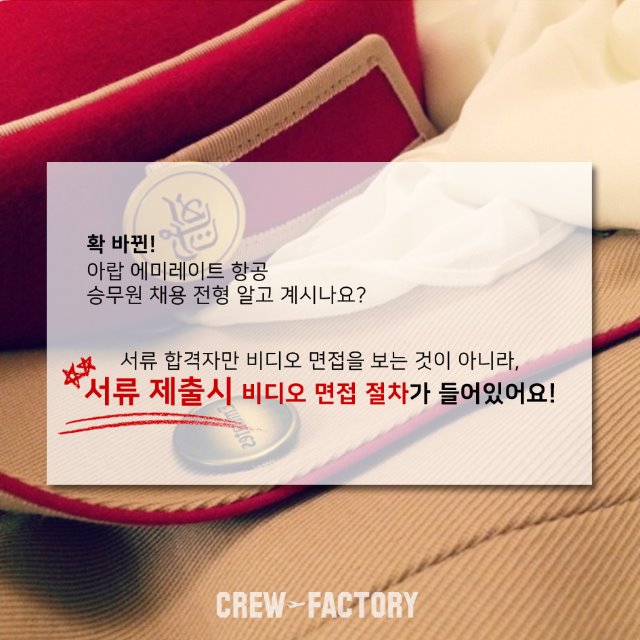 확 바뀐!
아랍 에미레이트 항공
승무원 채용 전형 알고 계시나요?
서류 합격자만 비디오 면접을 보는 것이 아니라,
서류 제출시 비디오 면접 절차가 들어있어요!
CREW FACTORY